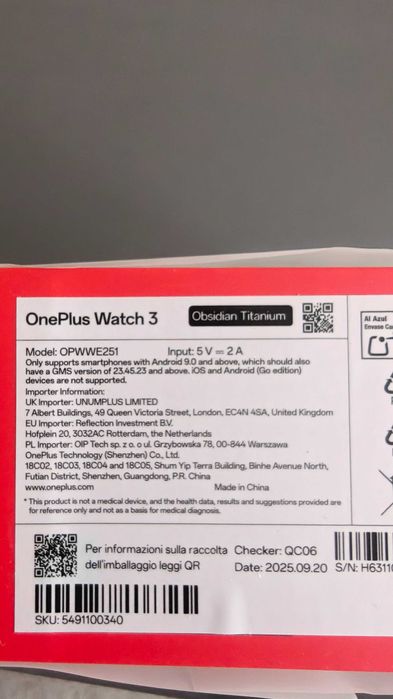 OnePlus Watch 3
Obsidian Titanium
Al Azul
Envase Ca
Model: OPWWE251 Input: 5 V ⎓ 2 A
Only supports smartphones with Android 9.0 and above, which should also
have a GMS version of 23.45.23 and above. iOS and Android (Go edition)
devices are not supported.
Importer Information:
UK Importer: UNUMPLUS LIMITED
7 Albert Buildings, 49 Queen Victoria Street, London, EC4N 4SA, United Kingdom
EU Importer: Reflection Investment B.V.
Hofplein 20, 3032AC Rotterdam, the Netherlands
PL Importer: OIP Tech sp. z o. o ul. Grzybowska 78, 00-844 Warszawa
OnePlus Technology (Shenzhen) Co., Ltd.
18C02, 18C03, 18C04 and 18C05, Shum Yip Terra Building, Binhe Avenue North,
Futian District, Shenzhen, Guangdong, P.R. China
www.oneplus.com Made in China
* This product is not a medical device, and the health data, results and suggestions provided are
for reference only and not as a basis for medical diagnosis.
Per informazioni sulla raccolta
dell'imballaggio leggi QR
Checker: QC06
Date: 2025.09.20 S/N: H6311
SKU: 5491100340